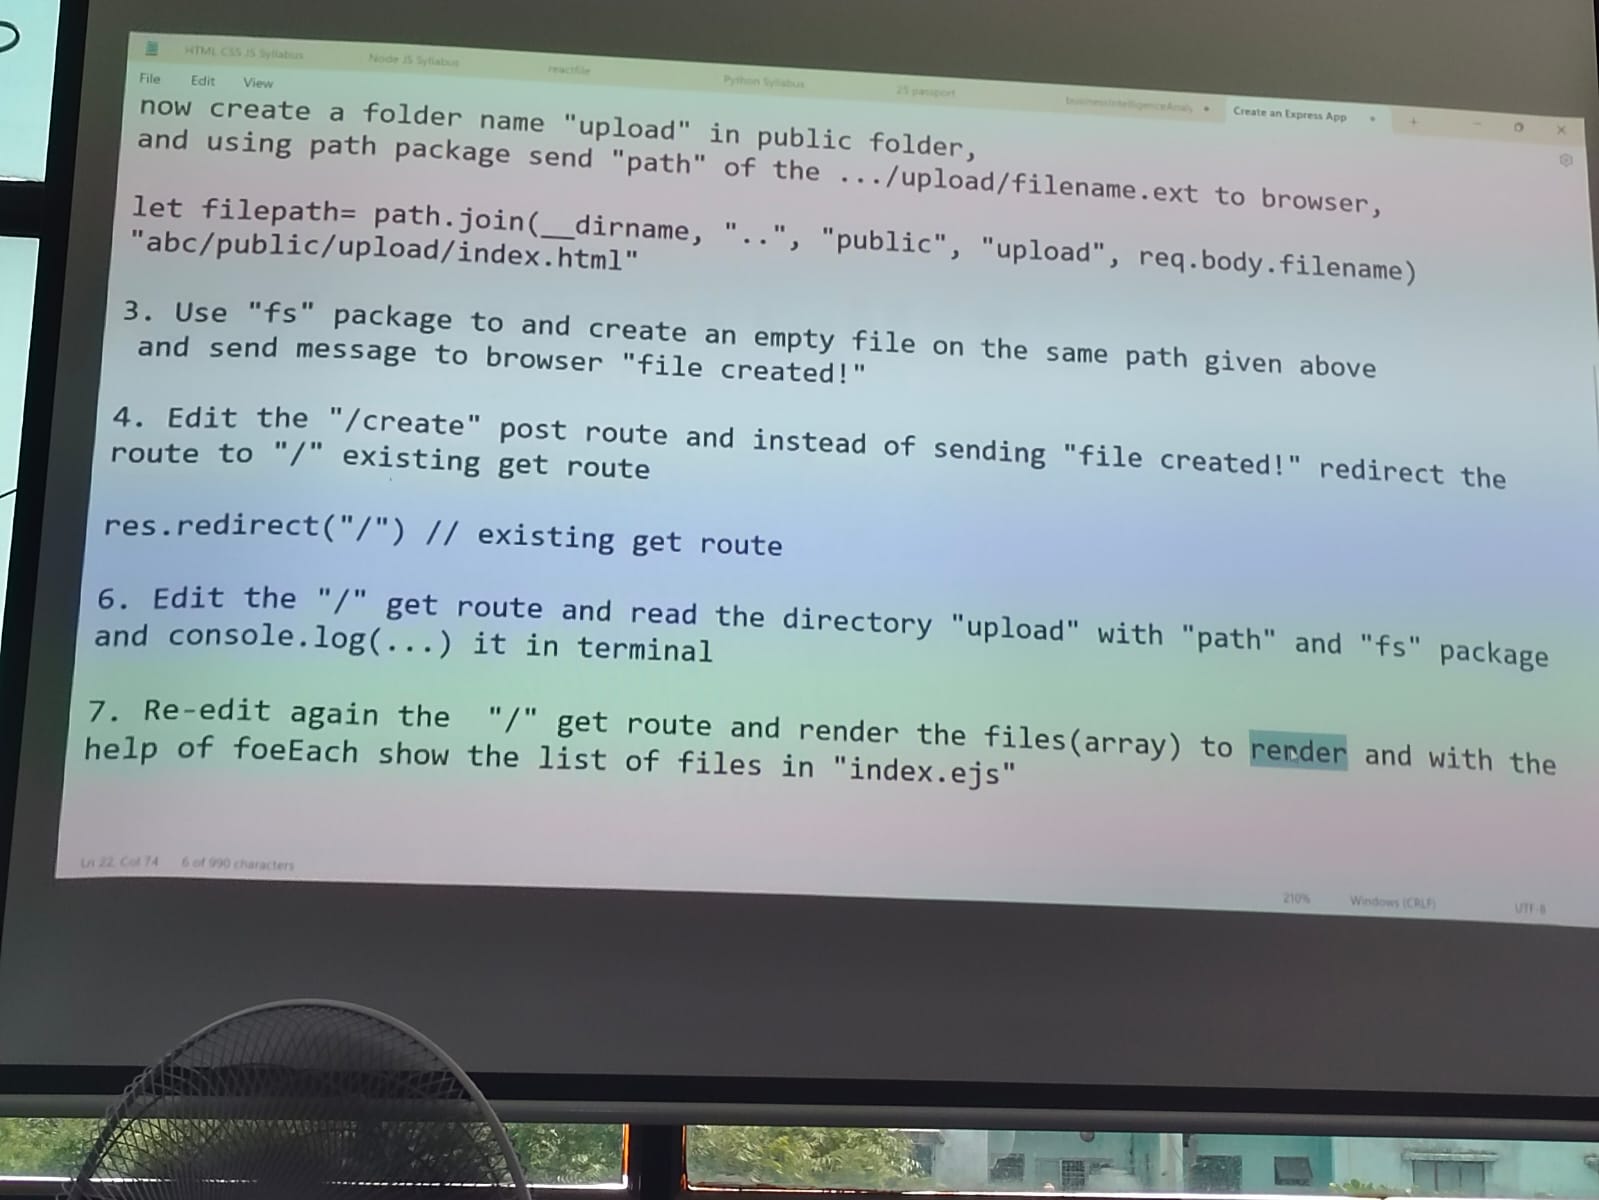 HTML CSS JS Syllabus
Node JS Syllabus
reactfile
Python Syllabus
25 passport
Create an Express App
File Edit View
now create a folder name "upload" in public folder,
and using path package send "path" of the .../upload/filename.ext to browser,
let filepath= path.join(__dirname, "..", "public", "upload", req.body.filename)
"abc/public/upload/index.html"
3. Use "fs" package to and create an empty file on the same path given above
and send message to browser "file created!"
4. Edit the "/create" post route and instead of sending "file created!" redirect the
route to "/" existing get route
res.redirect("/") // existing get route
6. Edit the "/" get route and read the directory "upload" with "path" and "fs" package
and console.log(...) it in terminal
7. Re-edit again the "/" get route and render the files(array) to render and with the
help of foeEach show the list of files in "index.ejs"
Ln 22, Col 74 6 of 990 characters
210% Windows (CRLF) UTF-8